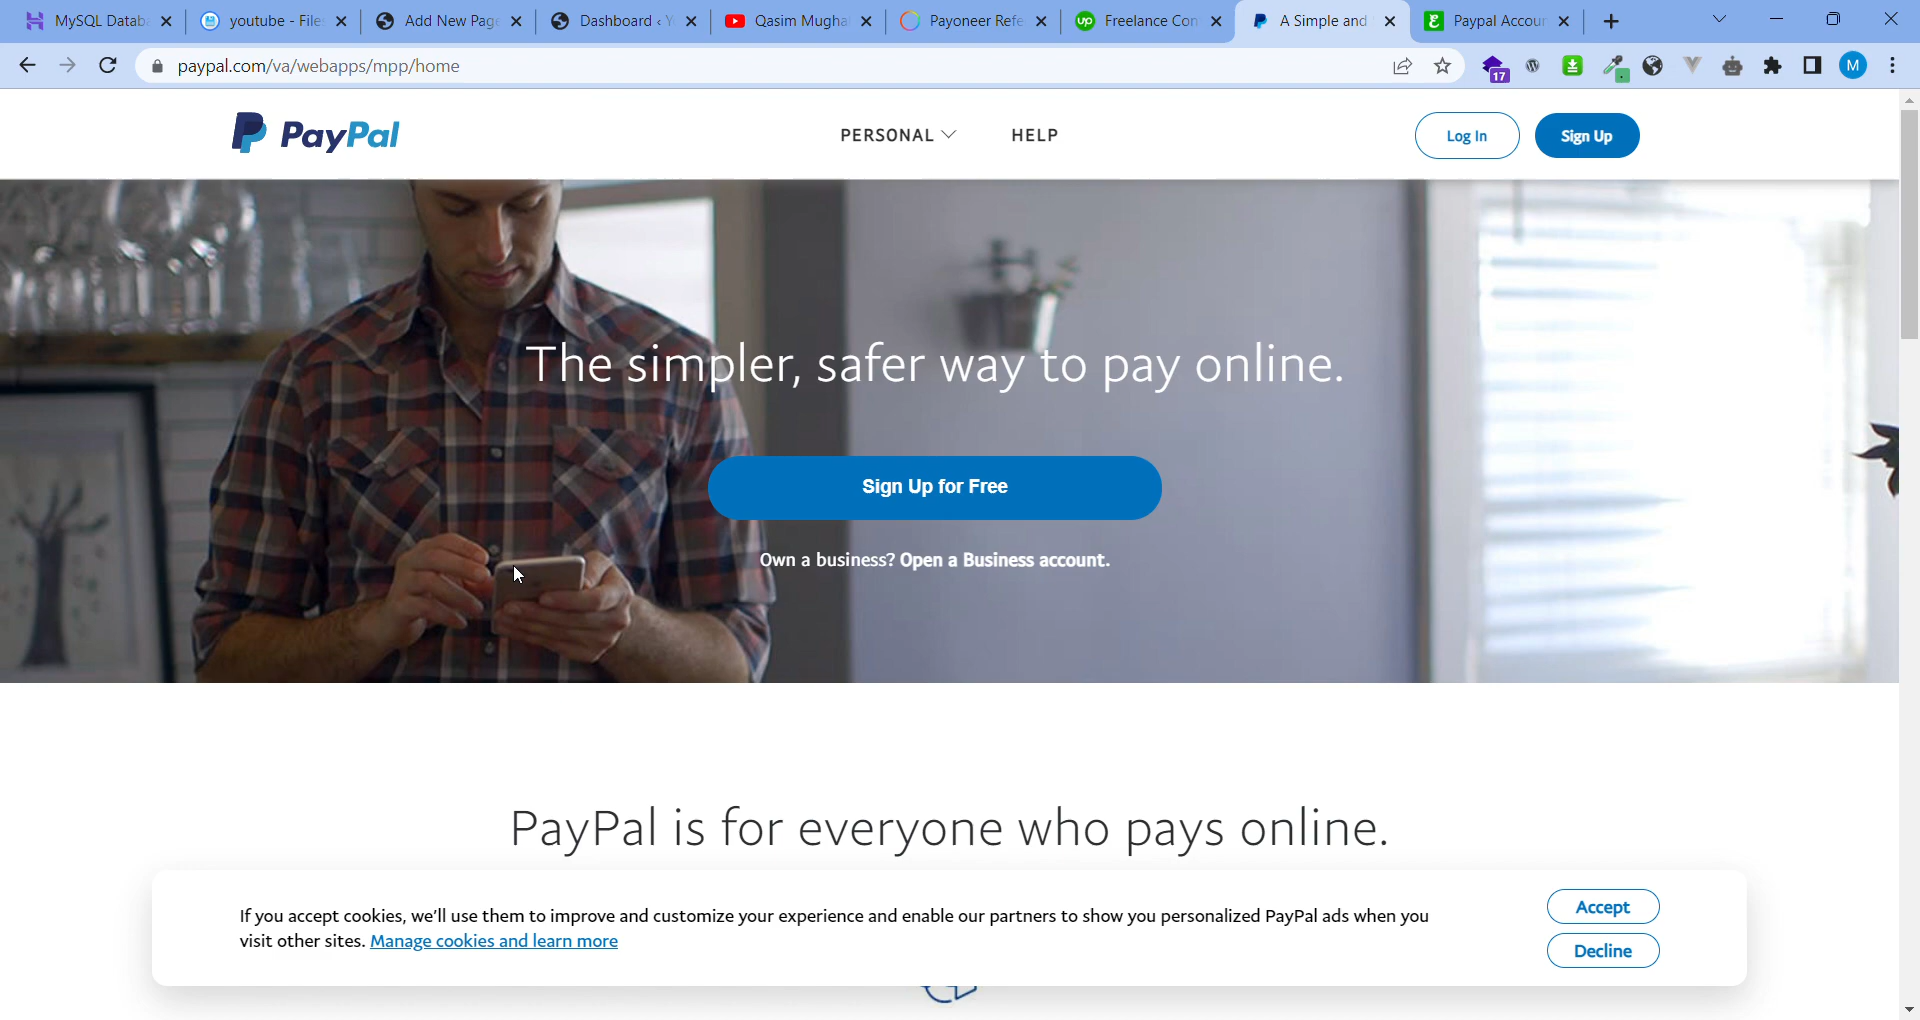 MySQL Databa
youtube - File
Add New Page
Dashboard ‹ Y
Qasim Mughal
Payoneer Refe
Freelance Con
A Simple and
Paypal Accoun
paypal.com/va/webapps/mpp/home
17
M
PayPal
PERSONAL
HELP
Log In
Sign Up
The simpler, safer way to pay online.
Sign Up for Free
Own a business? Open a Business account.
PayPal is for everyone who pays online.
If you accept cookies, we'll use them to improve and customize your experience and enable our partners to show you personalized PayPal ads when you
visit other sites. Manage cookies and learn more
Accept
Decline